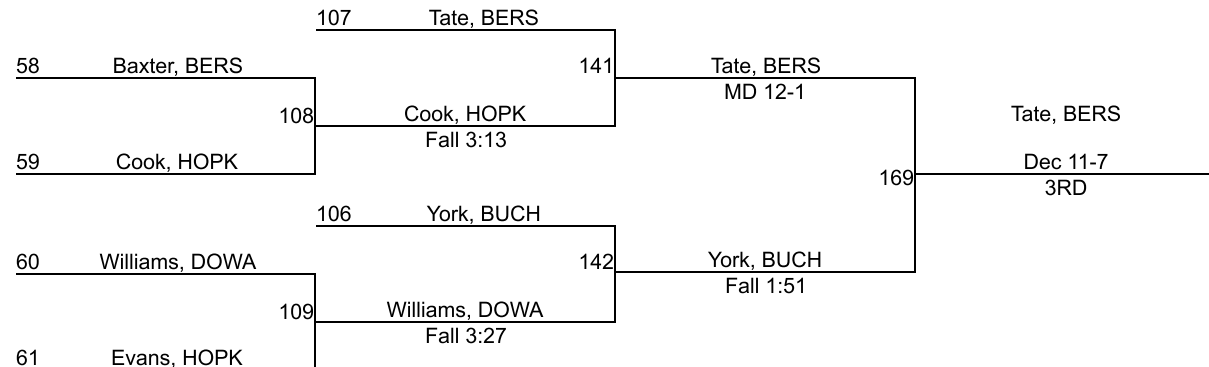 107 Tate, BERS
58 Baxter, BERS
141 Tate, BERS
MD 12-1
108 Cook, HOPK
Fall 3:13
Tate, BERS
59 Cook, HOPK
Dec 11-7
169
3RD
106 York, BUCH
60 Williams, DOWA
142 York, BUCH
Fall 1:51
109 Williams, DOWA
Fall 3:27
61 Evans, HOPK